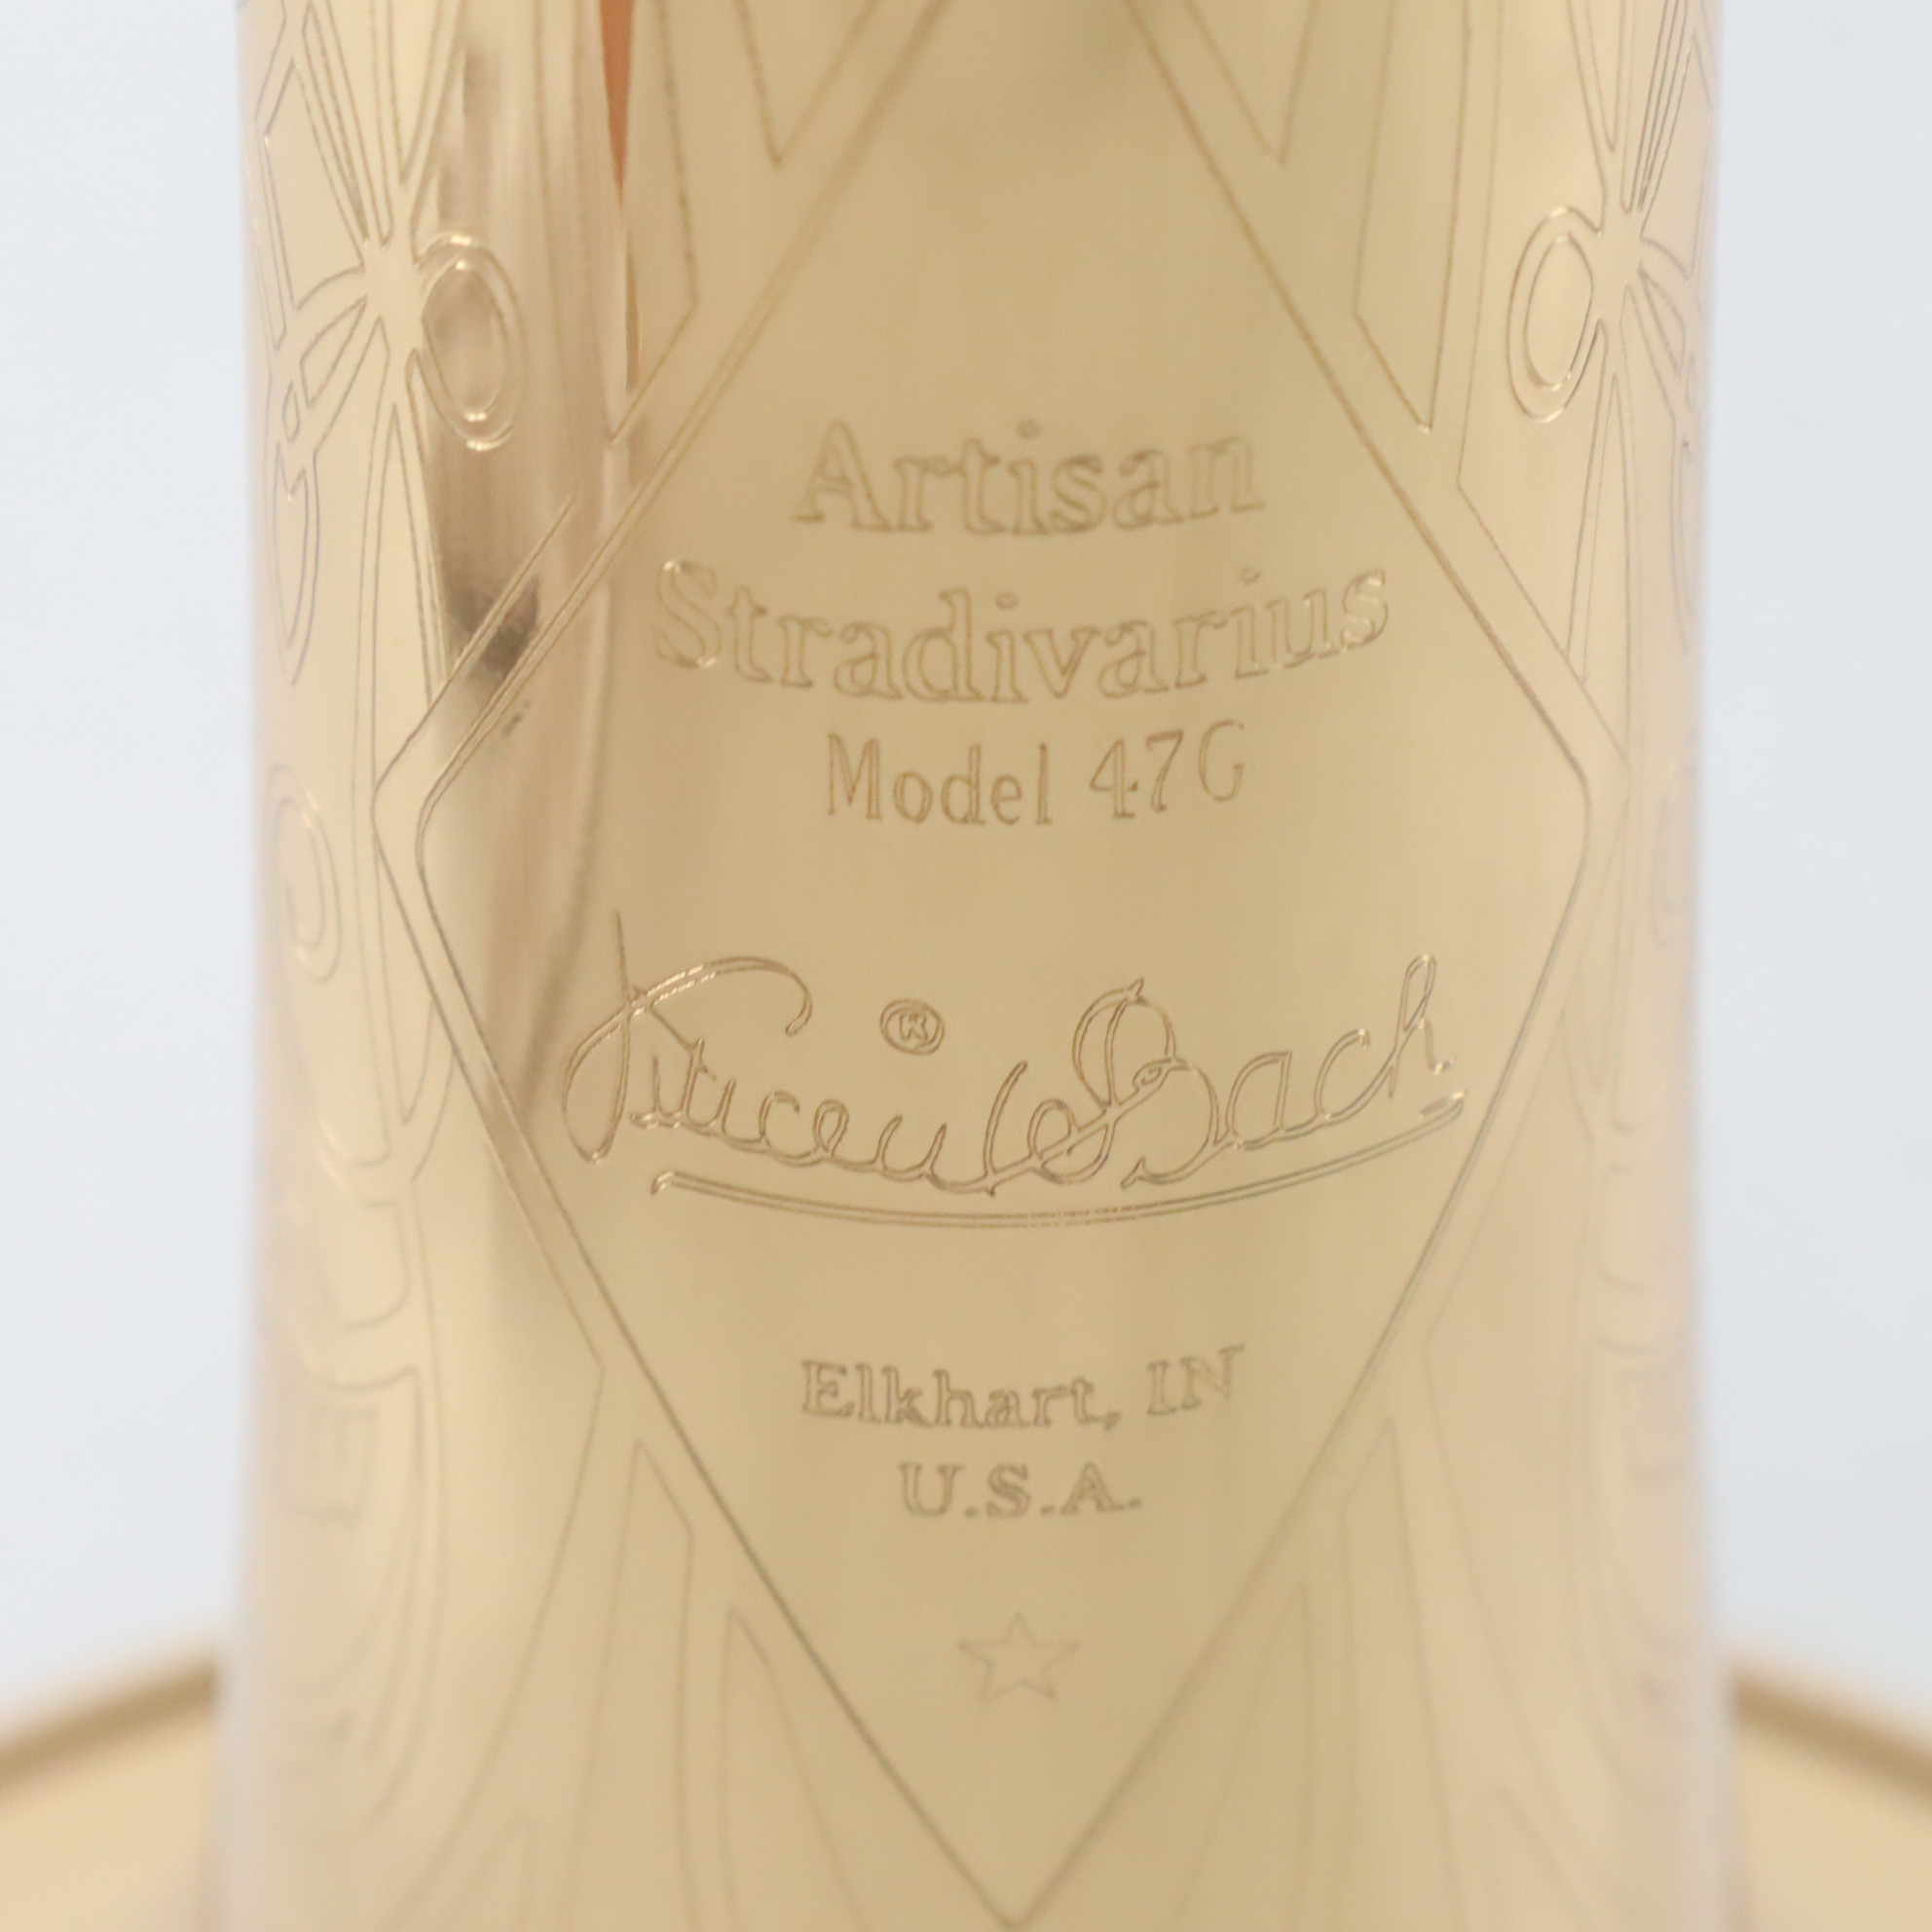 Artisan
Stradivarius
Model 47G
Vincent Bach ®
Elkhart, IN
U.S.A.